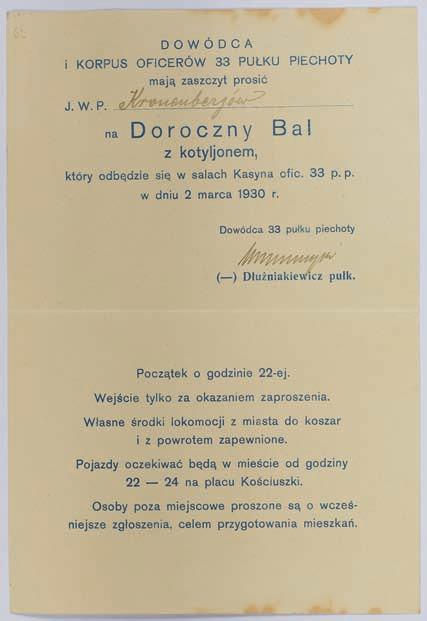 DOWÓDCA
i KORPUS OFICERÓW 33 PUŁKU PIECHOTY
mają zaszczyt prosić
J. W. P. Kronenbergów
na Doroczny Bal
z kotyljonem,
który odbędzie się w salach Kasyna ofic. 33 p. p.
w dniu 2 marca 1930 r.
Dowódca 33 pułku piechoty
(—) Dłużniakiewicz pułk.
Początek o godzinie 22-ej.
Wejście tylko za okazaniem zaproszenia.
Własne środki lokomocji z miasta do koszar
i z powrotem zapewnione.
Pojazdy oczekiwać będą w mieście od godziny
22 — 24 na placu Kościuszki.
Osoby poza miejscowe proszone są o wcześ-
niejsze zgłoszenia, celem przygotowania mieszkań.